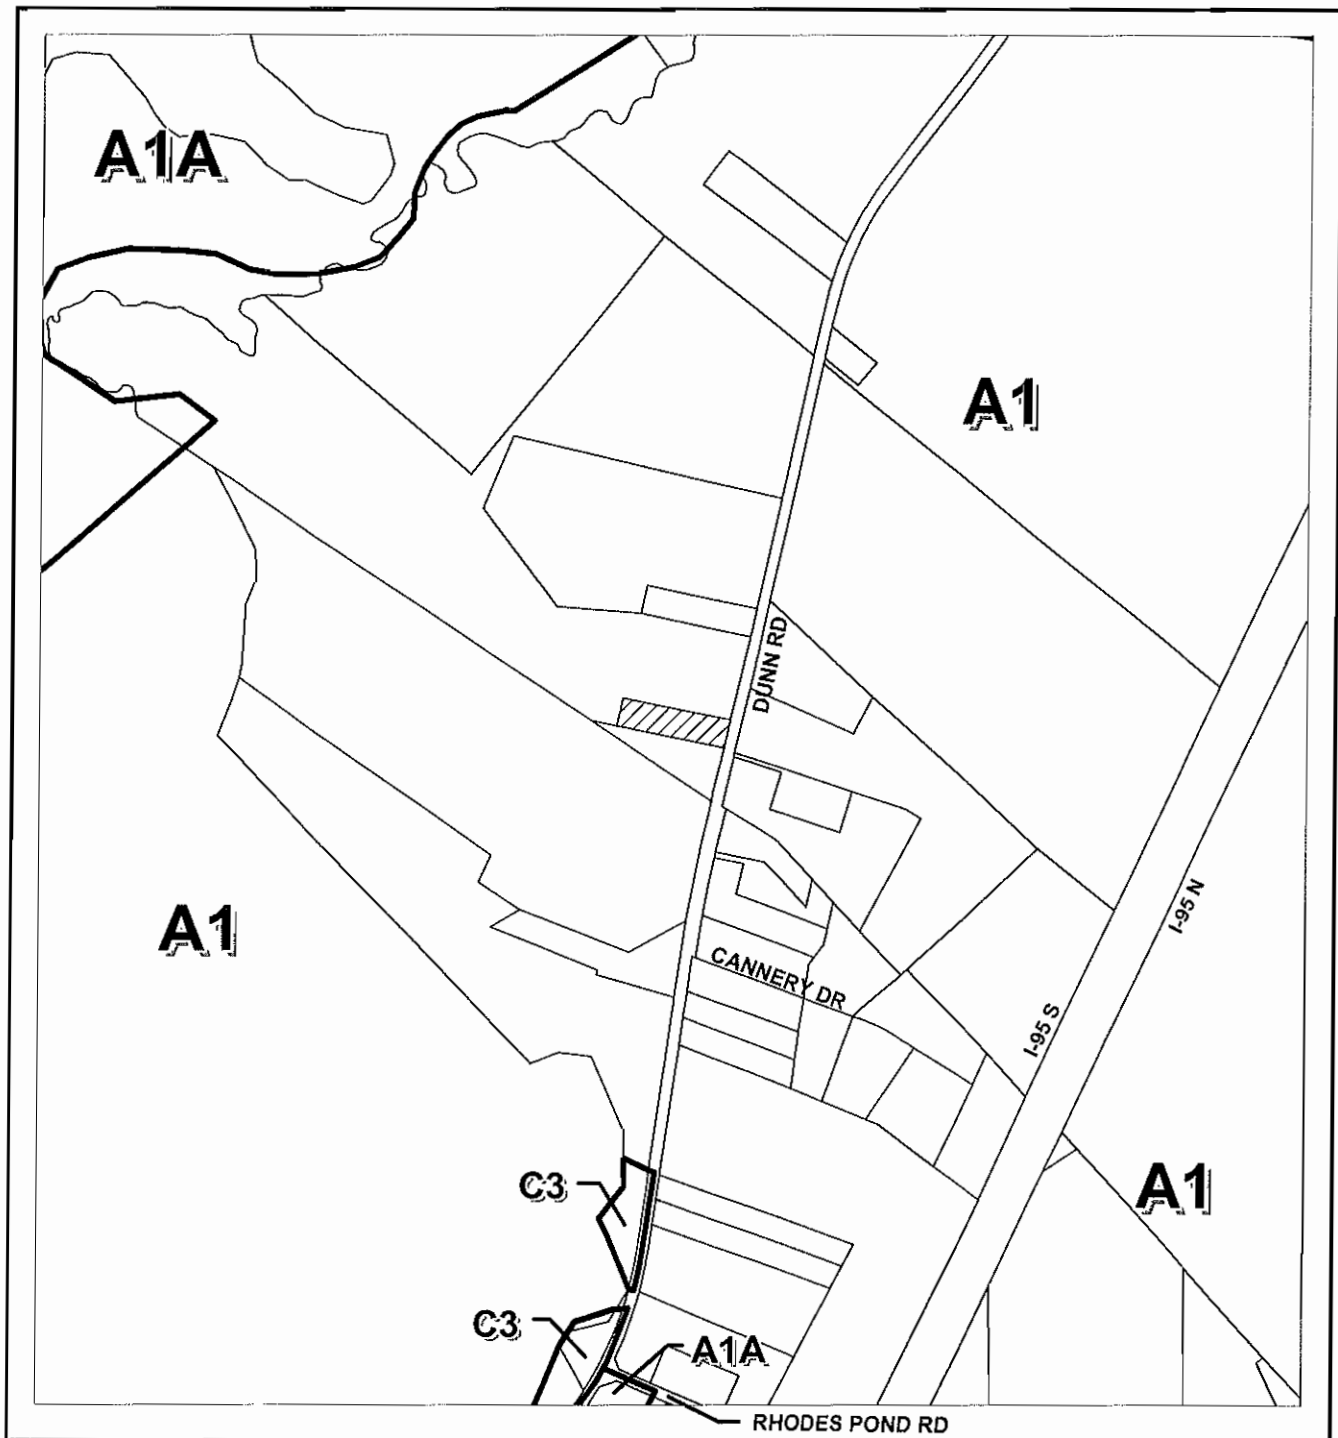 A1A
A1
DUNN RD
A1
I-95 N
CANNERY DR
I-95 S
C3
A1
C3
A1A
RHODES POND RD